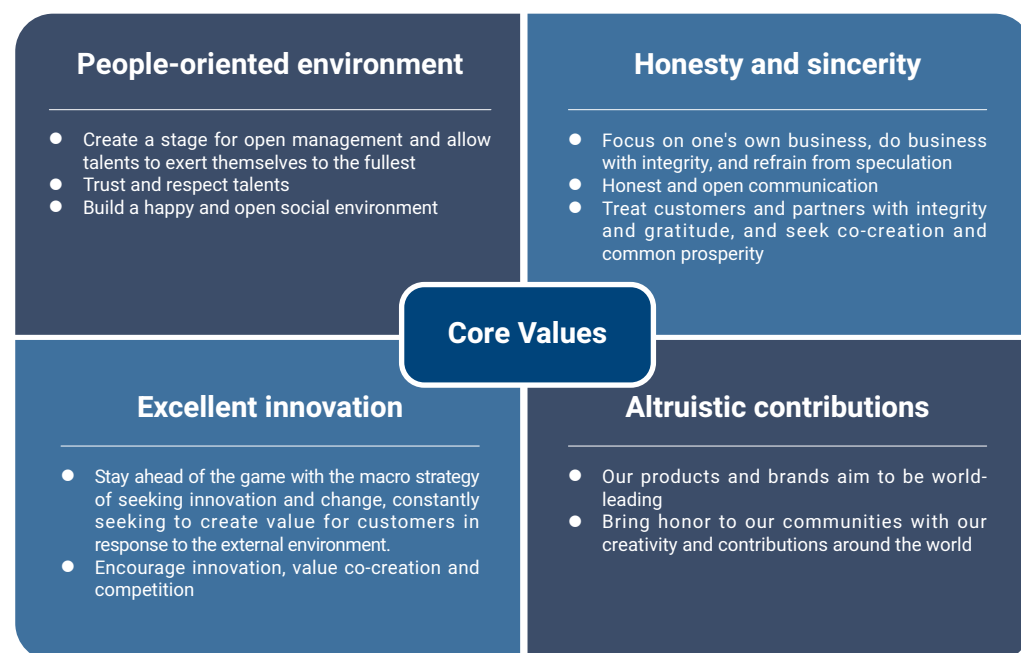 People-oriented environment
Create a stage for open management and allow
talents to exert themselves to the fullest
Trust and respect talents
Build a happy and open social environment
Honesty and sincerity
Focus on one's own business, do business
with integrity, and refrain from speculation
Honest and open communication
Treat customers and partners with integrity
and gratitude, and seek co-creation and
common prosperity
Core Values
Excellent innovation
Stay ahead of the game with the macro strategy
of seeking innovation and change, constantly
seeking to create value for customers in
response to the external environment.
Encourage innovation, value co-creation and
competition
Altruistic contributions
Our products and brands aim to be world-
leading
Bring honor to our communities with our
creativity and contributions around the world